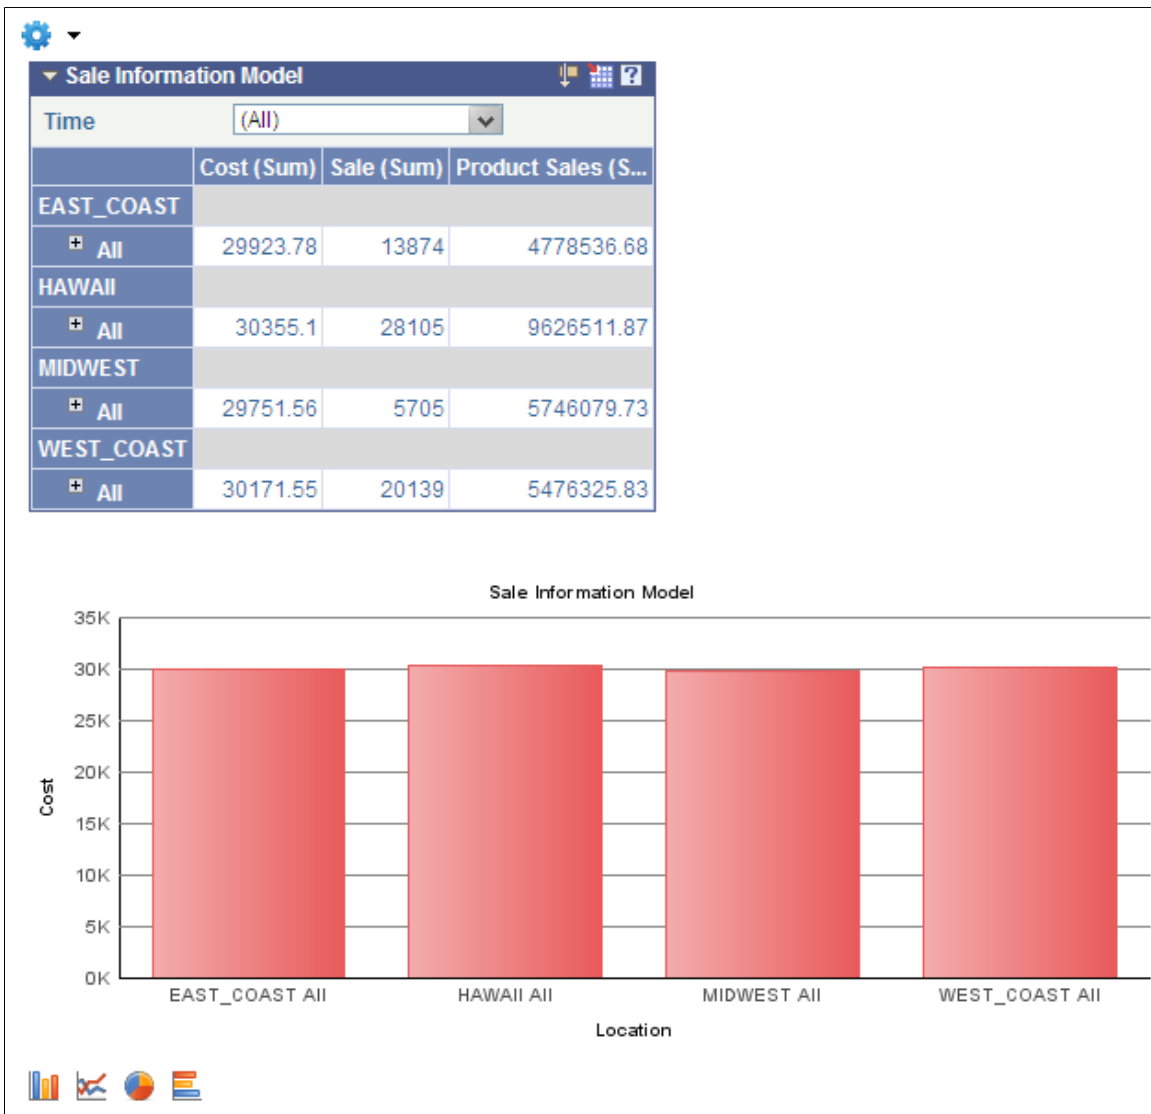 Sale Information Model
Time (All)
Cost (Sum) Sale (Sum) Product Sales (S...
EAST_COAST
All 29923.78 13874 4778536.68
HAWAII
All 30355.1 28105 9626511.87
MIDWEST
All 29751.56 5705 5746079.73
WEST_COAST
All 30171.55 20139 5476325.83
Sale Information Model
35K
30K
25K
20K
15K
10K
5K
0K
Cost
EAST_COAST All HAWAII All MIDWEST All WEST_COAST All
Location